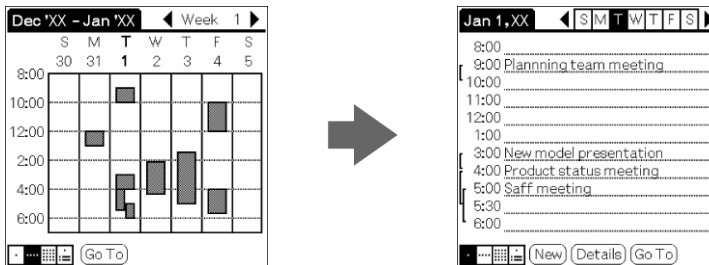 Dec 'XX – Jan 'XX Week 1
S M T W T F S
30 31 1 2 3 4 5
8:00
10:00
12:00
2:00
4:00
6:00
Go To
Jan 1, XX S M T W T F S
8:00
9:00 Plannning team meeting
10:00
11:00
12:00
1:00
3:00 New model presentation
4:00 Product status meeting
5:00 Saff meeting
5:30
6:00
New Details Go To